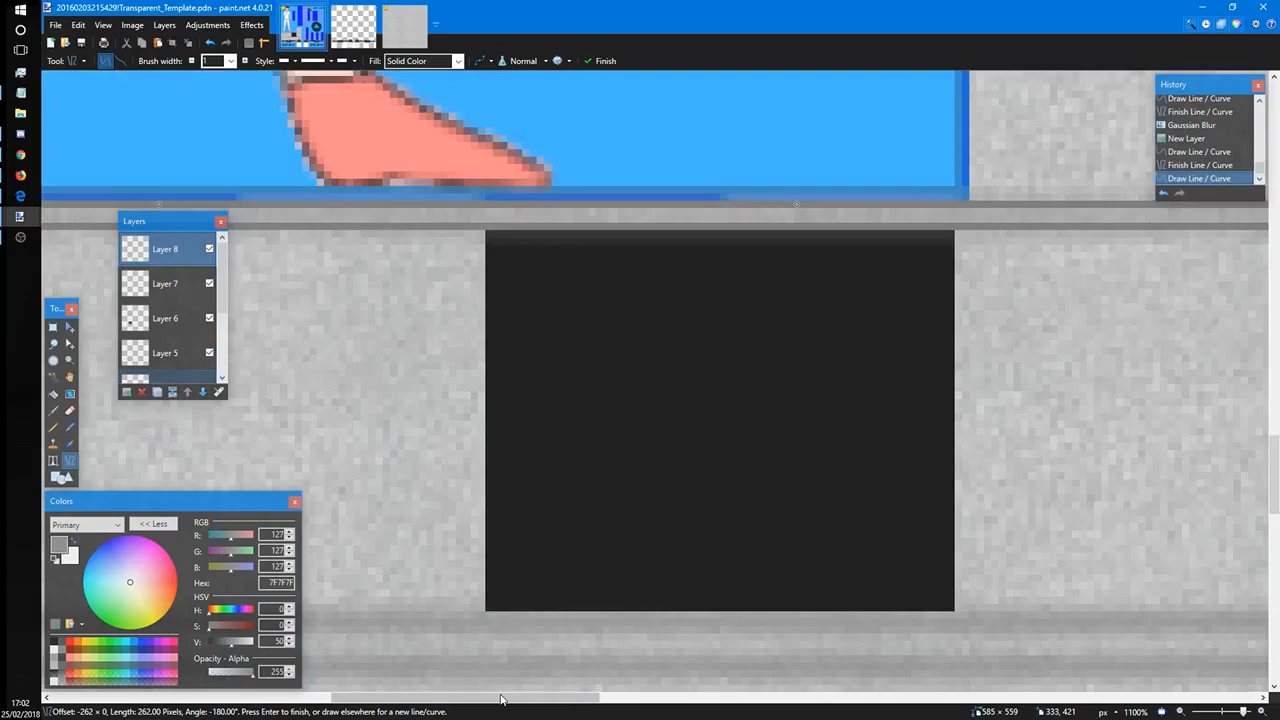 20160203215429!Transparent_Template.pdn - paint.net 4.0.21
File Edit View Image Layers Adjustments Effects
Tool: Brush width: 1 Style: Fill: Solid Color Normal Finish
History
Draw Line / Curve
Finish Line / Curve
Gaussian Blur
New Layer
Draw Line / Curve
Finish Line / Curve
Draw Line / Curve
Layers
Layer 8
Layer 7
Layer 6
Layer 5
To...
Colors
Primary << Less
RGB
R: 127
G: 127
B: 127
Hex: 7F7F7F
HSV
H: 0
S: 0
V: 50
Opacity - Alpha
255
17:02
25/02/2018
Offset: -262 × 0, Length: 262.00 Pixels, Angle: -180.00°. Press Enter to finish, or draw elsewhere for a new line/curve.
585 × 559 333, 421 px 1100%